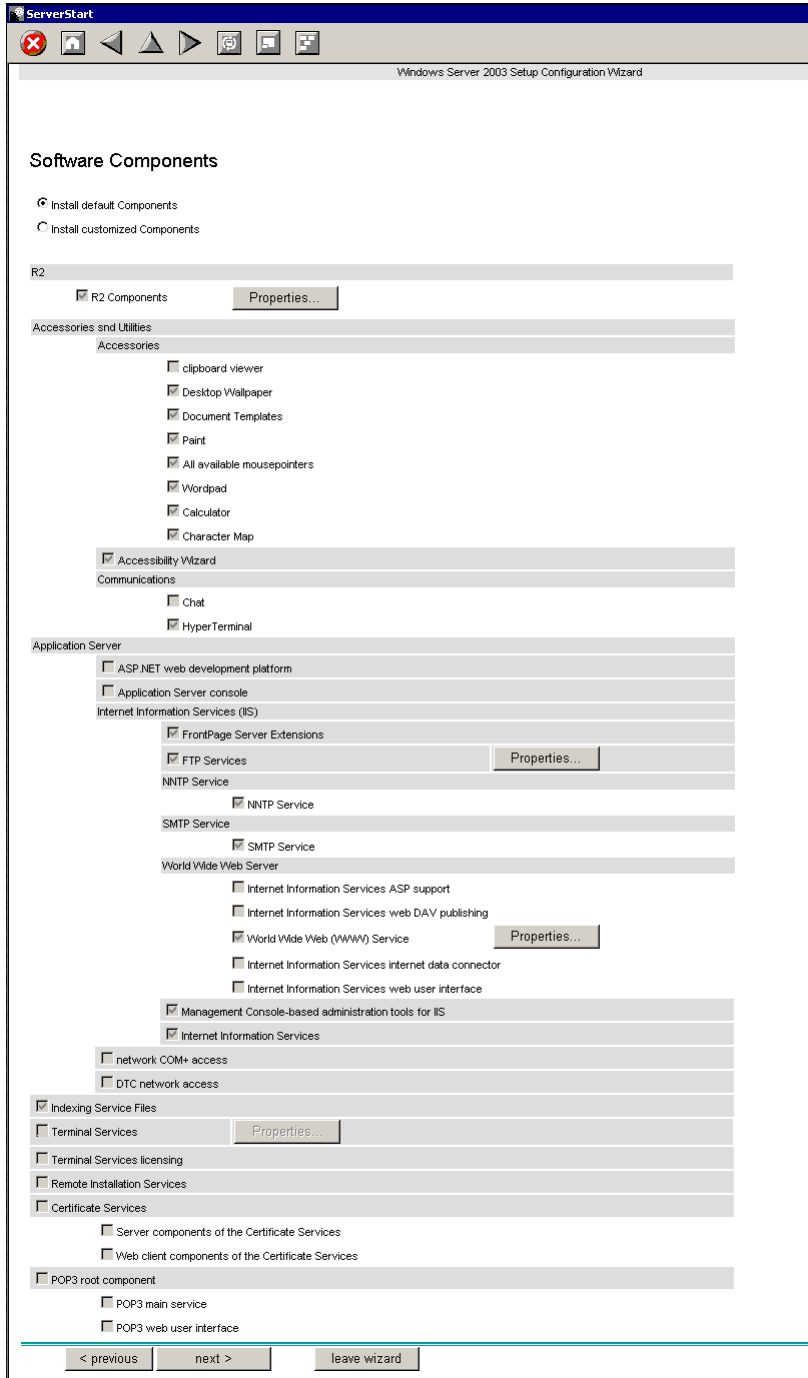 ServerStart
Windows Server 2003 Setup Configuration Wizard
Software Components
Install default Components
Install customized Components
R2
R2 Components Properties...
Accessories snd Utilities
Accessories
clipboard viewer
Desktop Wallpaper
Document Templates
Paint
All available mousepointers
Wordpad
Calculator
Character Map
Accessibility Wizard
Communications
Chat
HyperTerminal
Application Server
ASP.NET web development platform
Application Server console
Internet Information Services (IIS)
FrontPage Server Extensions
FTP Services Properties...
NNTP Service
NNTP Service
SMTP Service
SMTP Service
World Wide Web Server
Internet Information Services ASP support
Internet Information Services web DAV publishing
World Wide Web (WWW) Service Properties...
Internet Information Services internet data connector
Internet Information Services web user interface
Management Console-based administration tools for IIS
Internet Information Services
network COM+ access
DTC network access
Indexing Service Files
Terminal Services Properties...
Terminal Services licensing
Remote Installation Services
Certificate Services
Server components of the Certificate Services
Web client components of the Certificate Services
POP3 root component
POP3 main service
POP3 web user interface
< previous next > leave wizard